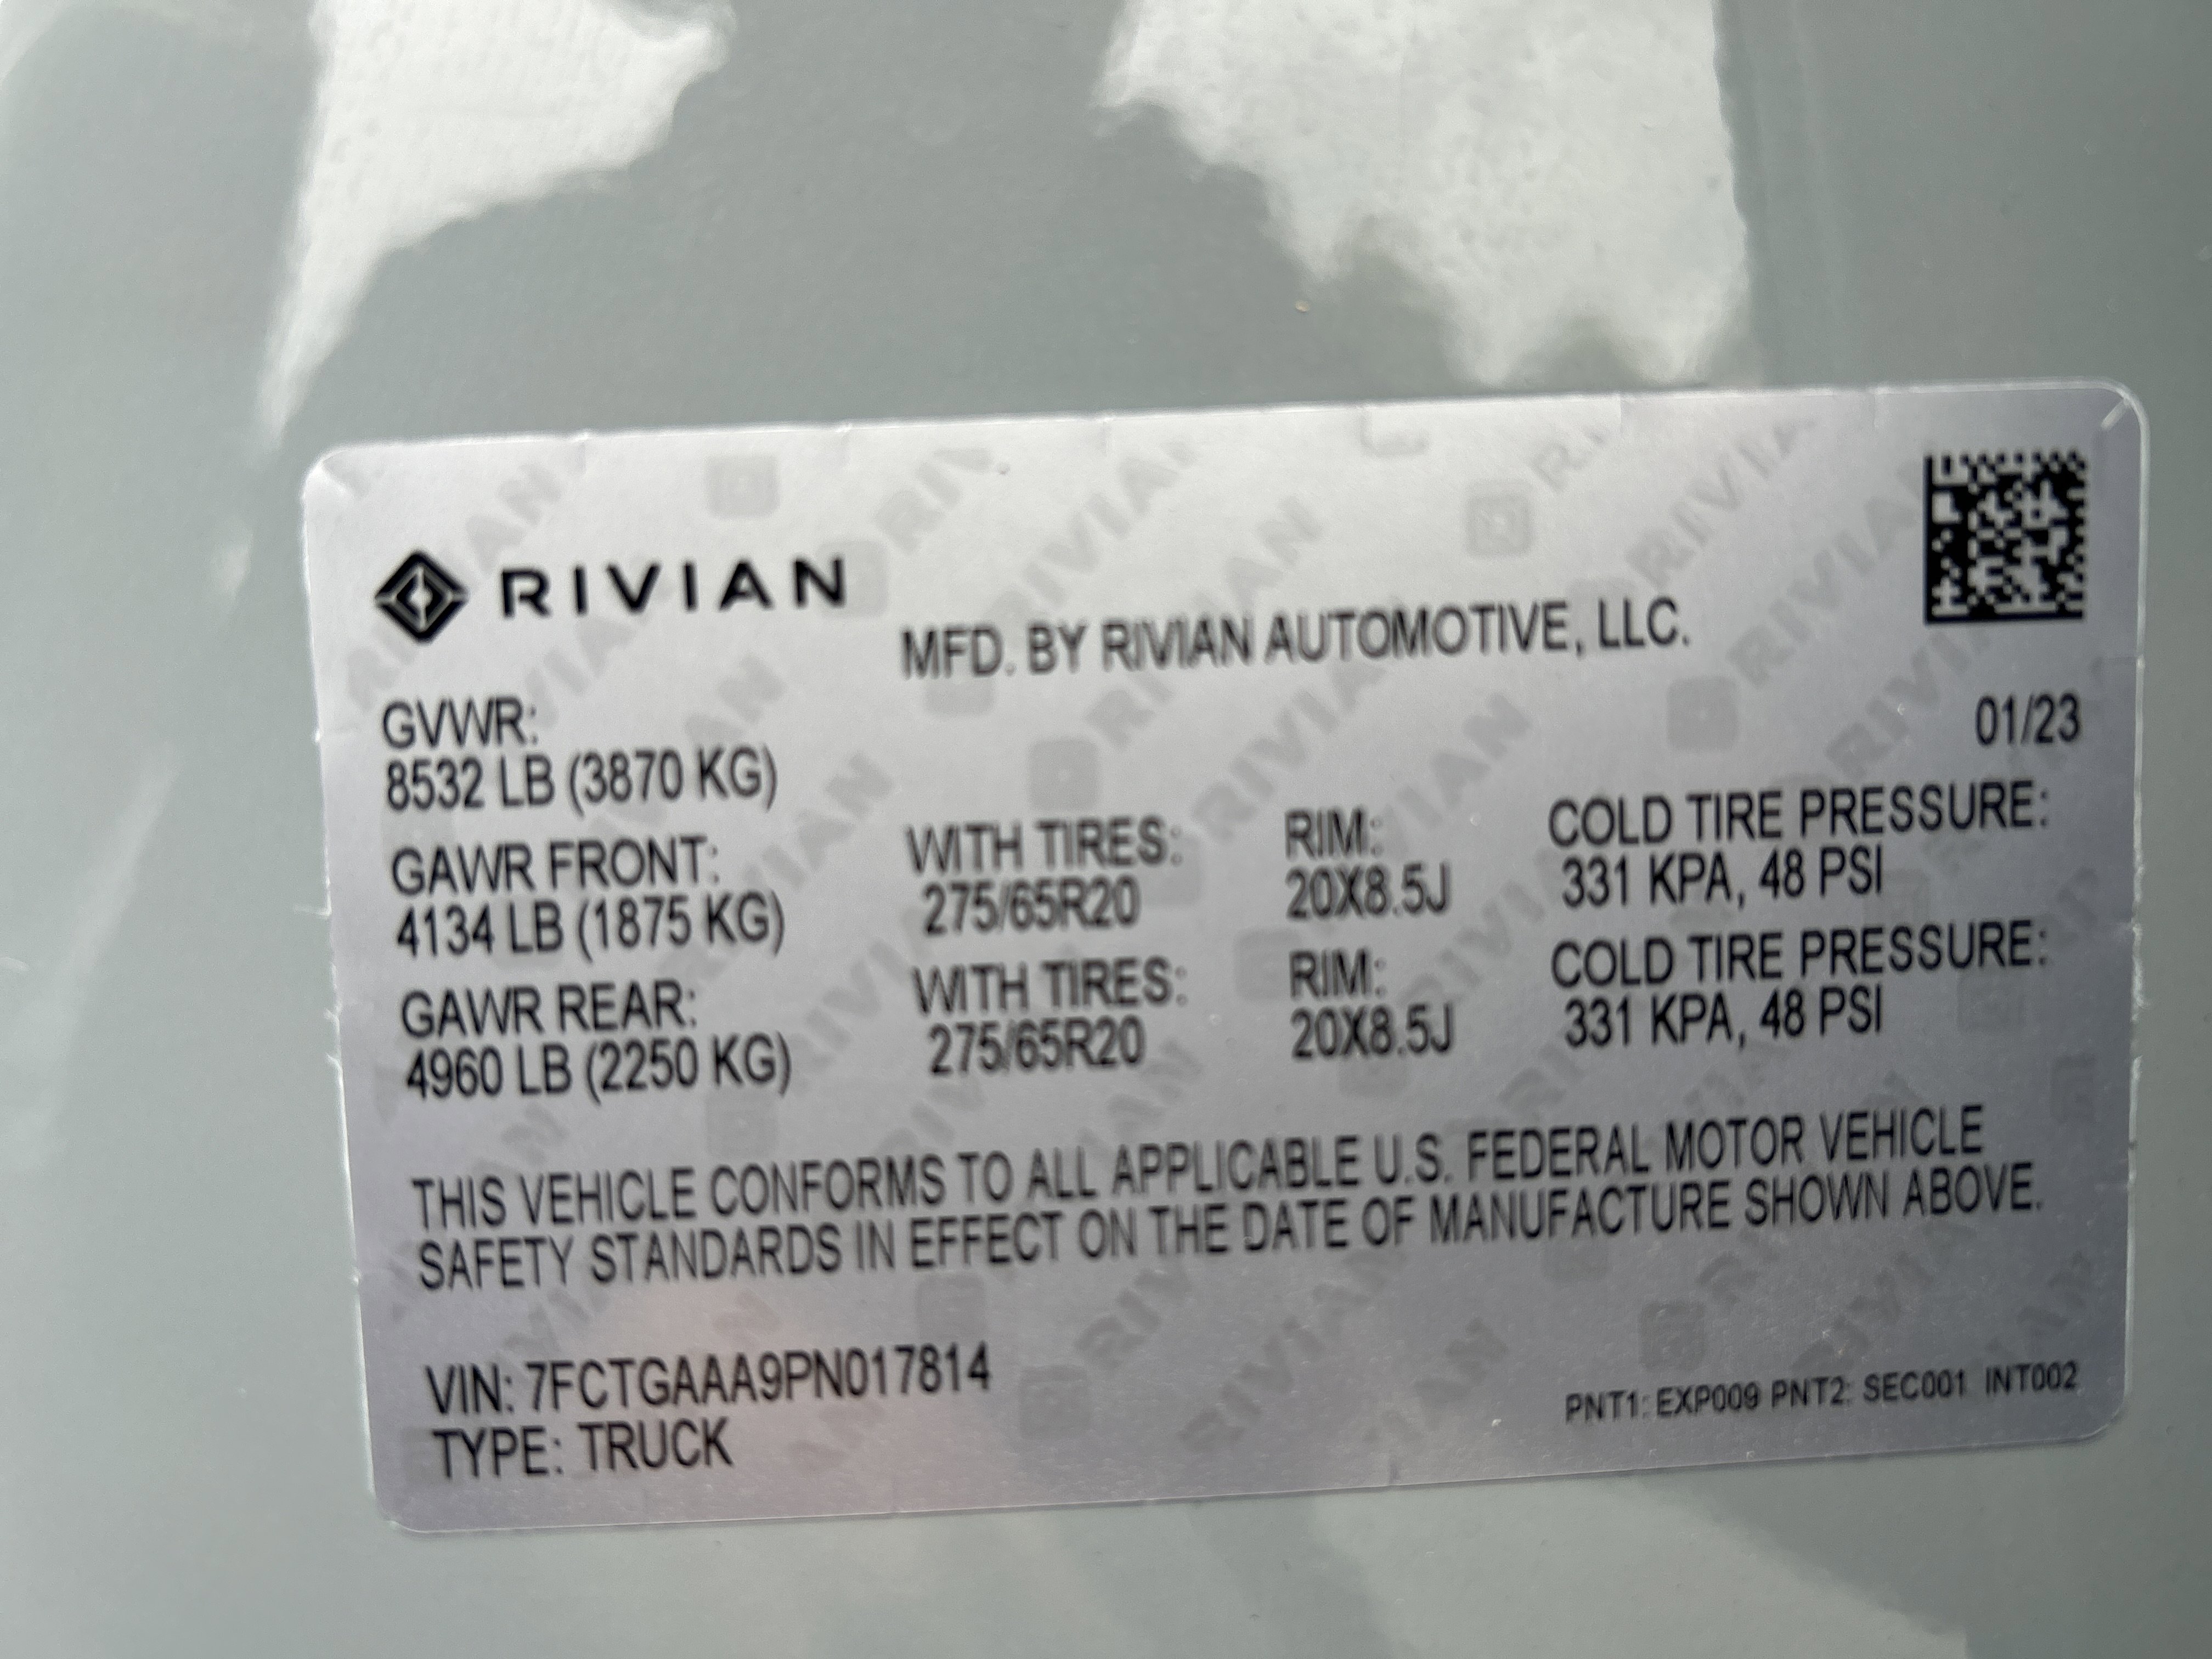 RIVIAN
MFD. BY RIVIAN AUTOMOTIVE, LLC.
01/23
GVWR:
8532 LB (3870 KG)
GAWR FRONT: WITH TIRES: RIM: COLD TIRE PRESSURE:
4134 LB (1875 KG) 275/65R20 20X8.5J 331 KPA, 48 PSI
GAWR REAR: WITH TIRES: RIM: COLD TIRE PRESSURE:
4960 LB (2250 KG) 275/65R20 20X8.5J 331 KPA, 48 PSI
THIS VEHICLE CONFORMS TO ALL APPLICABLE U.S. FEDERAL MOTOR VEHICLE
SAFETY STANDARDS IN EFFECT ON THE DATE OF MANUFACTURE SHOWN ABOVE.
VIN: 7FCTGAAA9PN017814
TYPE: TRUCK
PNT1: EXP009 PNT2: SEC001 INT002